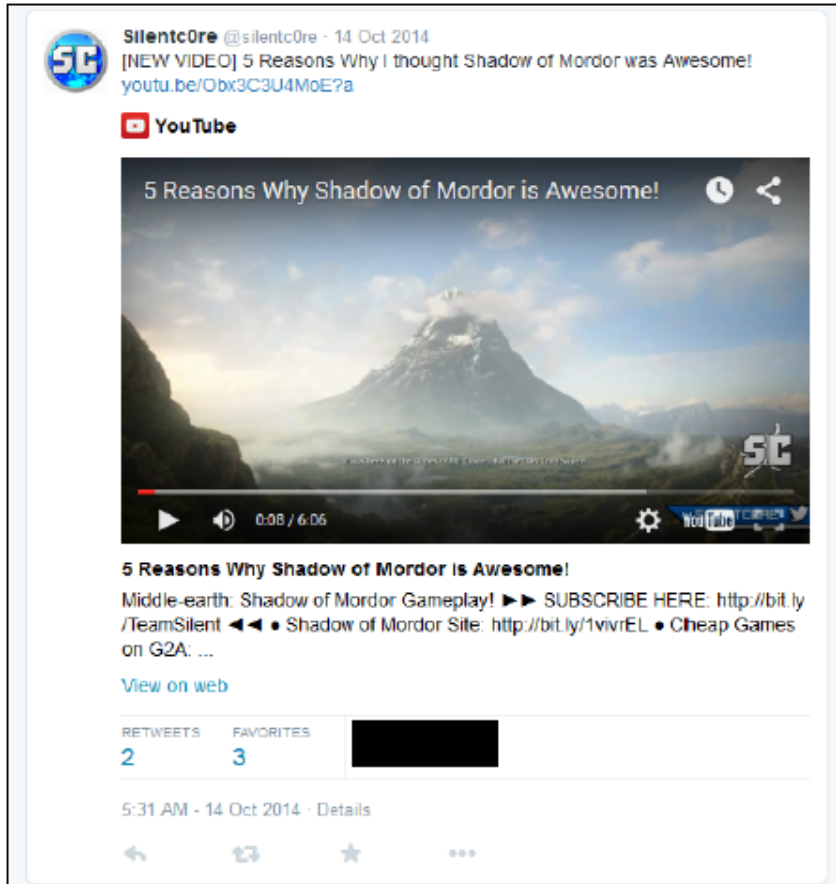 Silentc0re @silentc0re · 14 Oct 2014
SC
[NEW VIDEO] 5 Reasons Why I thought Shadow of Mordor was Awesome!
youtu.be/Obx3C3U4MoE?a
YouTube
5 Reasons Why Shadow of Mordor is Awesome!
SC
0:08 / 6:06
YouTube
5 Reasons Why Shadow of Mordor is Awesome!
Middle-earth: Shadow of Mordor Gameplay! ►► SUBSCRIBE HERE: http://bit.ly
/TeamSilent ◄◄ ● Shadow of Mordor Site: http://bit.ly/1vivrEL ● Cheap Games
on G2A: ...
View on web
RETWEETS FAVORITES
2 3
5:31 AM - 14 Oct 2014 · Details